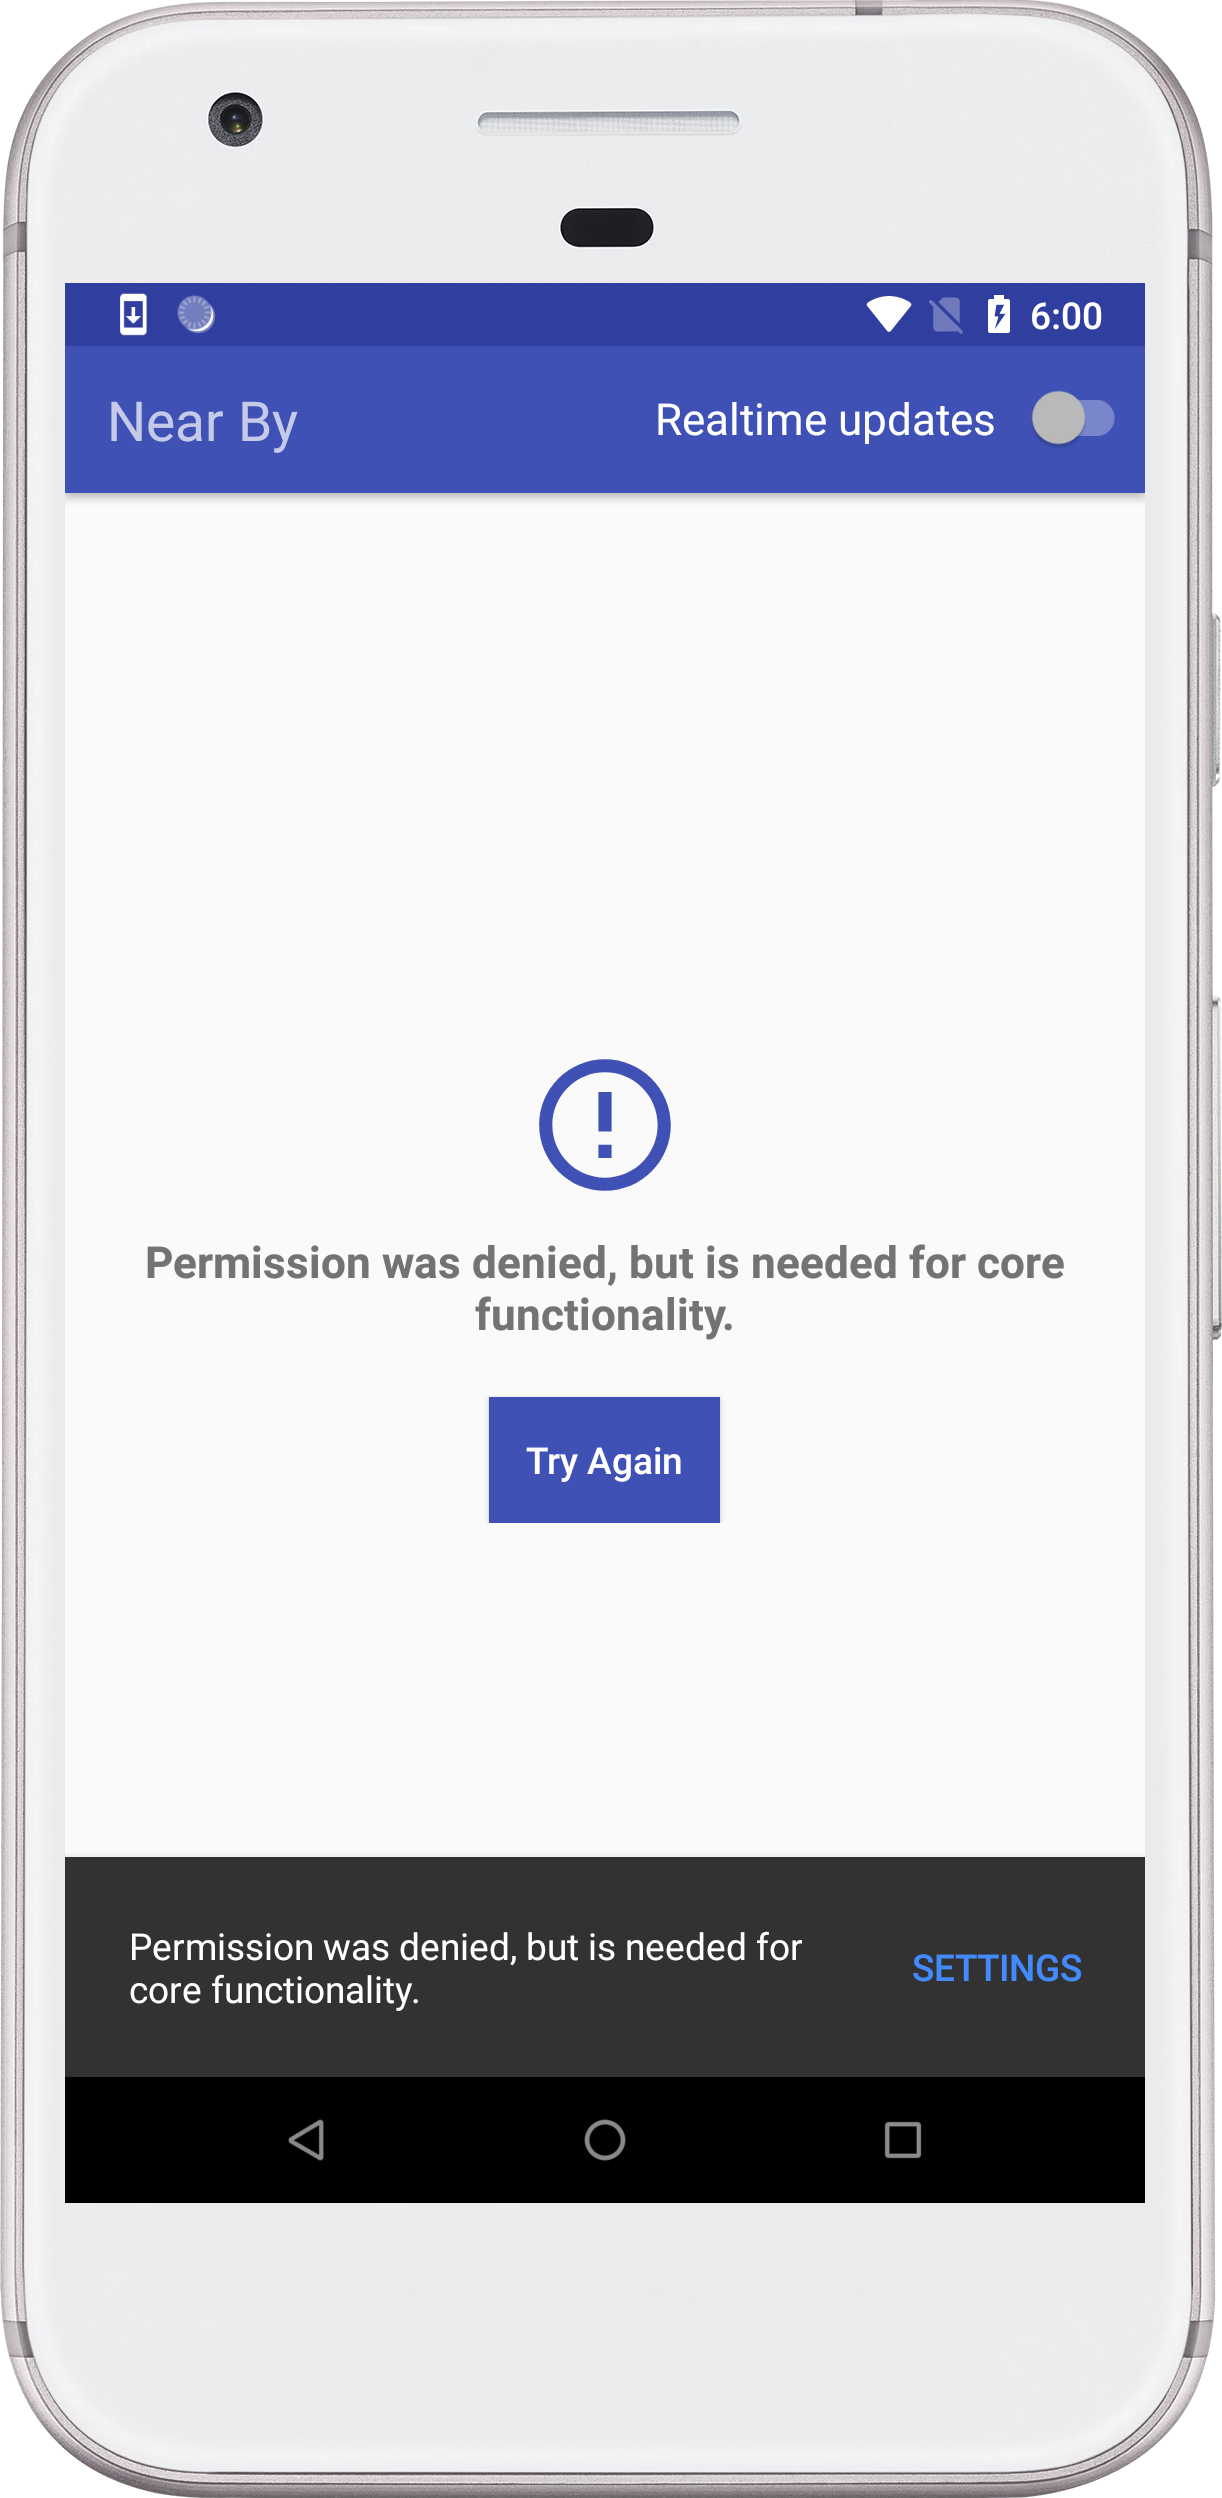 6:00
Near By
Realtime updates
Permission was denied, but is needed for core
functionality.
Try Again
Permission was denied, but is needed for
core functionality.
SETTINGS